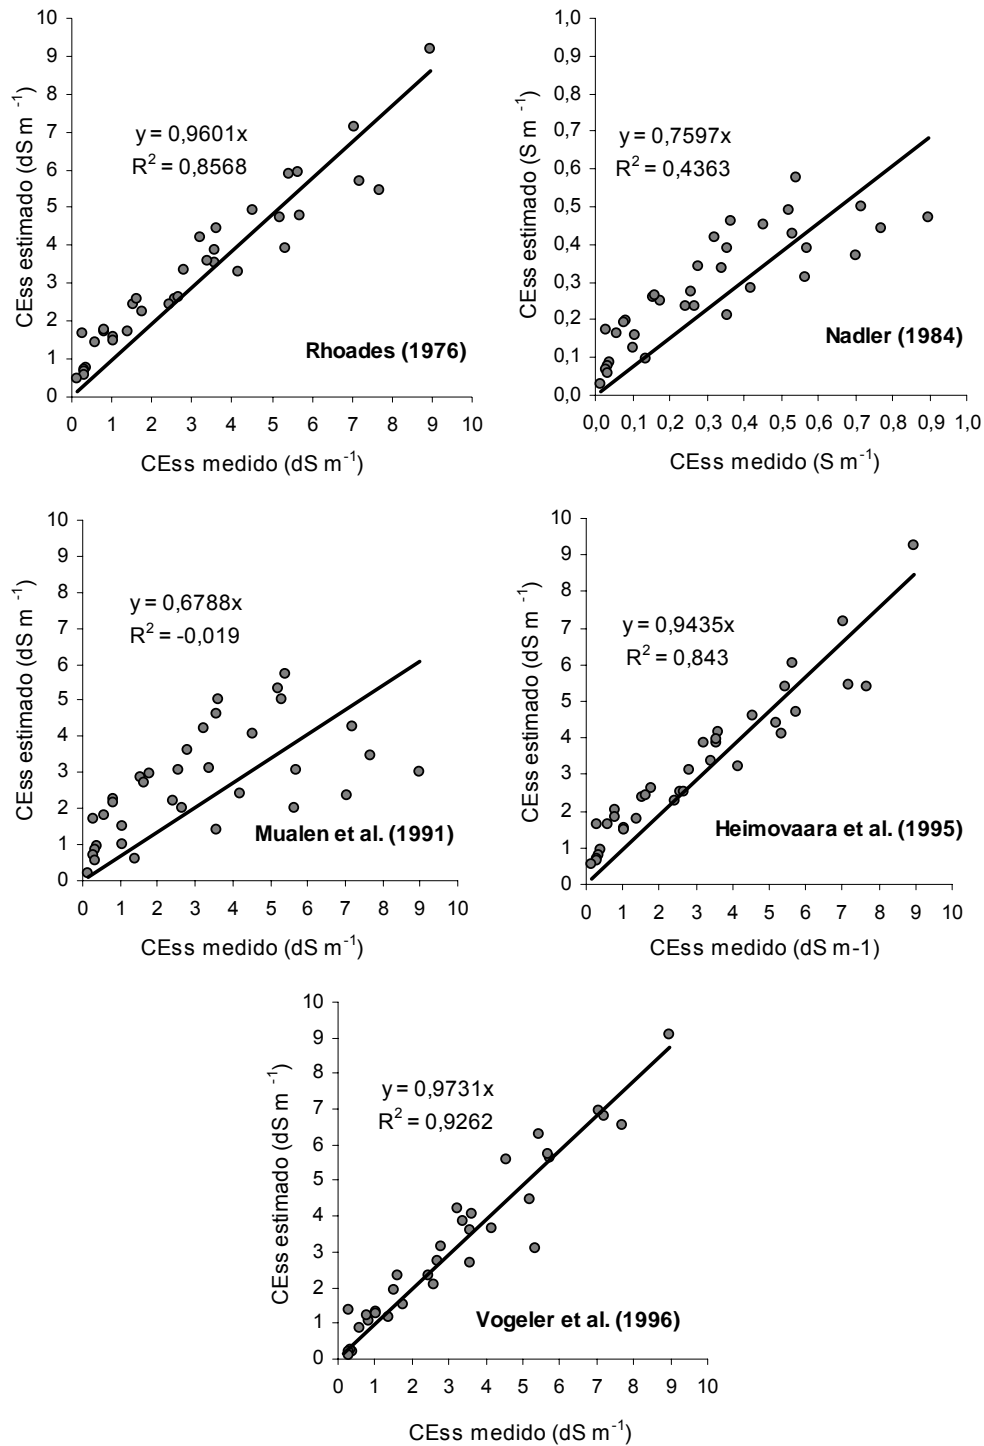 10
9
8
7
6
5
4
3
2
1
0
CEss estimado (dS m⁻¹)
y = 0,9601x
R² = 0,8568
Rhoades (1976)
0 1 2 3 4 5 6 7 8 9 10
CEss medido (dS m⁻¹)
1,0
0,9
0,8
0,7
0,6
0,5
0,4
0,3
0,2
0,1
0,0
CEss estimado (S m⁻¹)
y = 0,7597x
R² = 0,4363
Nadler (1984)
0,0 0,1 0,2 0,3 0,4 0,5 0,6 0,7 0,8 0,9 1,0
CEss medido (S m⁻¹)
10
9
8
7
6
5
4
3
2
1
0
CEss estimado (dS m⁻¹)
y = 0,6788x
R² = -0,019
Mualen et al. (1991)
0 1 2 3 4 5 6 7 8 9 10
CEss medido (dS m⁻¹)
10
9
8
7
6
5
4
3
2
1
0
CEss estimado (dS m⁻¹)
y = 0,9435x
R² = 0,843
Heimovaara et al. (1995)
0 1 2 3 4 5 6 7 8 9 10
CEss medido (dS m-1)
10
9
8
7
6
5
4
3
2
1
0
CEss estimado (dS m⁻¹)
y = 0,9731x
R² = 0,9262
Vogeler et al. (1996)
0 1 2 3 4 5 6 7 8 9 10
CEss medido (dS m⁻¹)